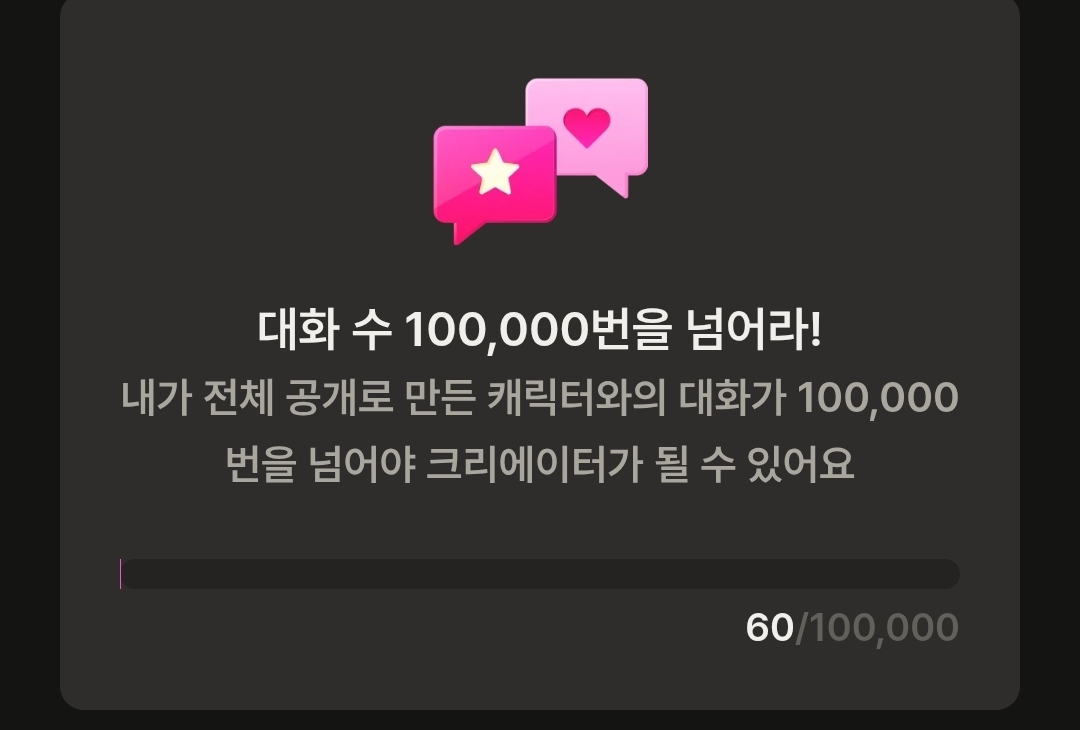 대화 수 100,000번을 넘어라!
내가 전체 공개로 만든 캐릭터와의 대화가 100,000
번을 넘어야 크리에이터가 될 수 있어요
60/100,000